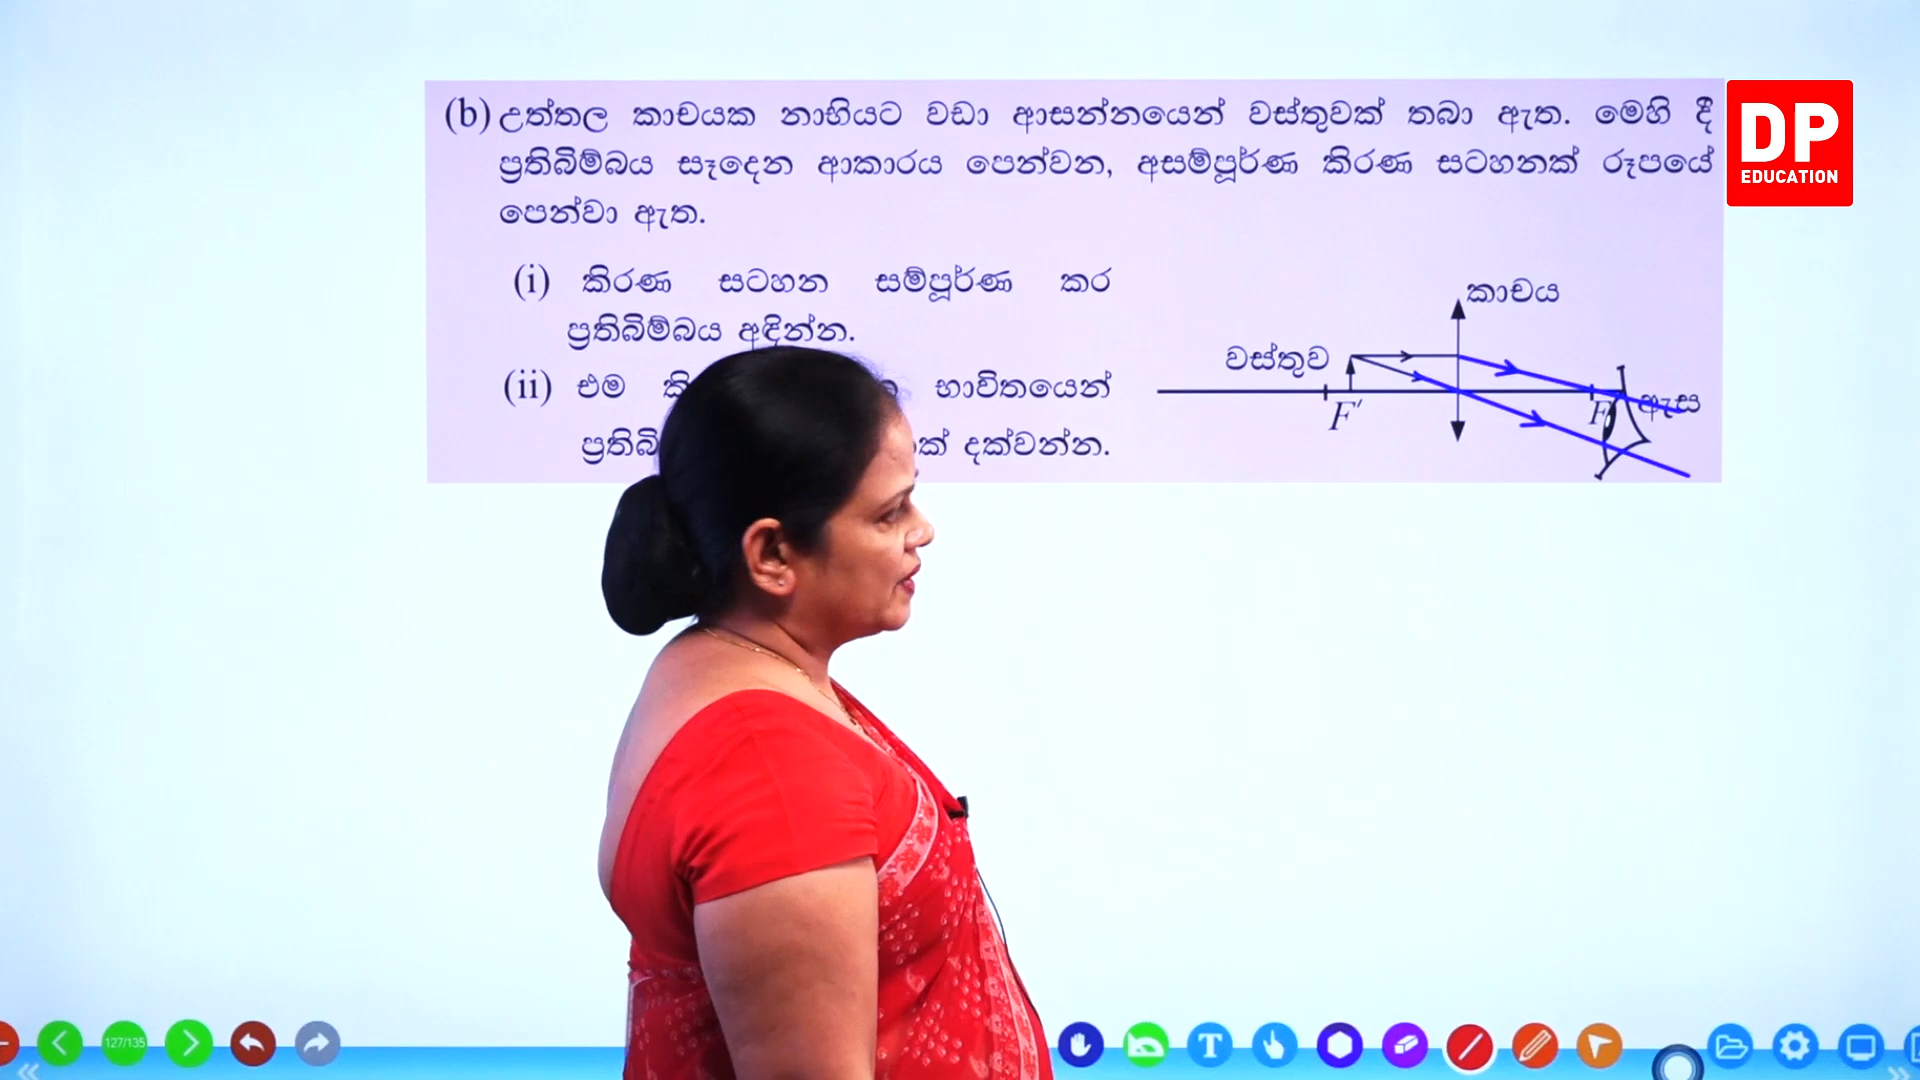 (b) උත්තල කාචයක නාභියට වඩා ආසන්නයෙන් වස්තුවක් තබා ඇත. මෙහි දී
ප්‍රතිබිම්බය සෑදෙන ආකාරය පෙන්වන, අසම්පූර්ණ කිරණ සටහනක් රූපයේ
පෙන්වා ඇත.
DP
EDUCATION
(i) කිරණ සටහන සම්පූර්ණ කර
ප්‍රතිබිම්බය අඳින්න.
(ii) එම භාවිතයෙන්
දක්වන්න.
කාචය
වස්තුව
F′
F
ඇස
127/135
T